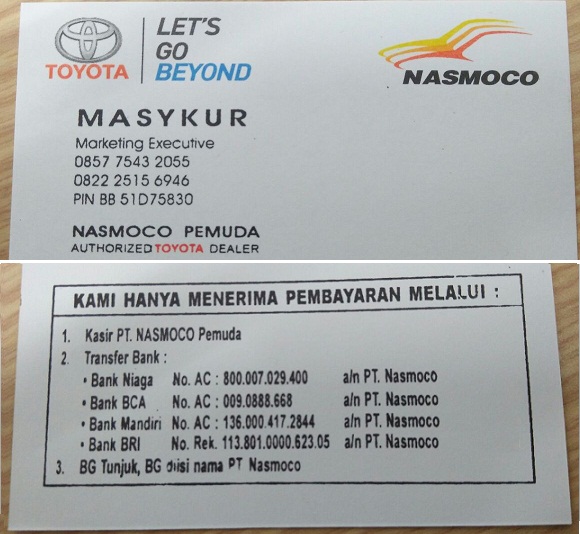 TOYOTA
LET'S
GO
BEYOND
NASMOCO
MASYKUR
Marketing Executive
0857 7543 2055
0822 2515 6946
PIN BB 51D75830
NASMOCO PEMUDA
AUTHORIZED TOYOTA DEALER
KAMI HANYA MENERIMA PEMBAYARAN MELALUI :
1. Kasir PT. NASMOCO Pemuda
2. Transfer Bank :
• Bank Niaga No. AC : 800.007.029.400 a/n PT. Nasmoco
• Bank BCA No. AC : 009.0888.668 a/n PT. Nasmoco
• Bank Mandiri No. AC : 136.000.417.2844 a/n PT. Nasmoco
• Bank BRI No. Rek. 113.801.0000.623.05 a/n PT. Nasmoco
3. BG Tunjuk, BG diisi nama PT Nasmoco